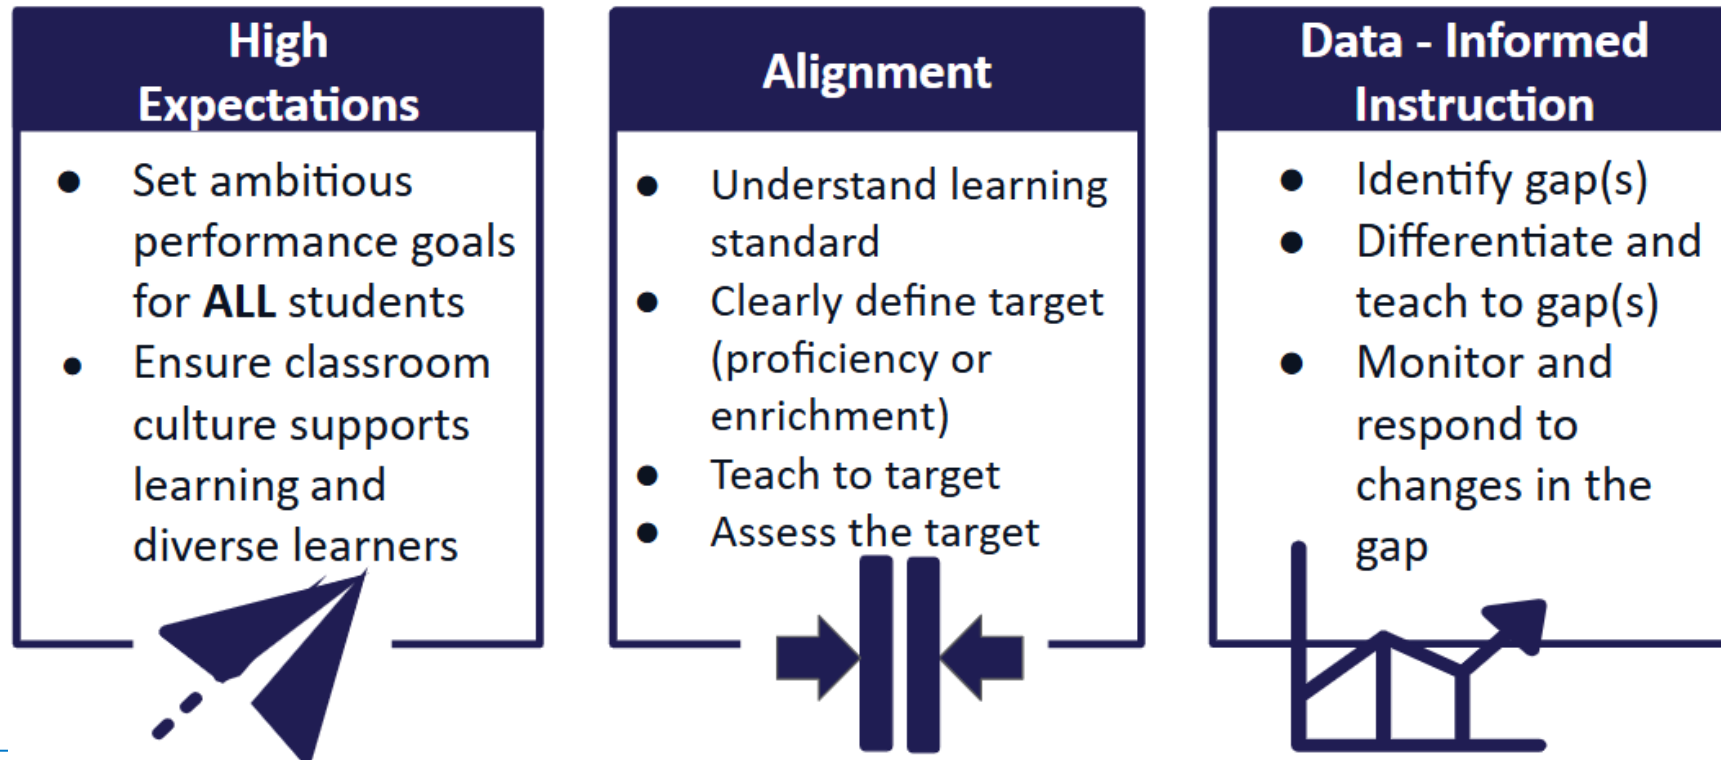 High
Expectations
● Set ambitious
performance goals
for ALL students
● Ensure classroom
culture supports
learning and
diverse learners
Alignment
● Understand learning
standard
● Clearly define target
(proficiency or
enrichment)
● Teach to target
● Assess the target
Data - Informed
Instruction
● Identify gap(s)
● Differentiate and
teach to gap(s)
● Monitor and
respond to
changes in the
gap